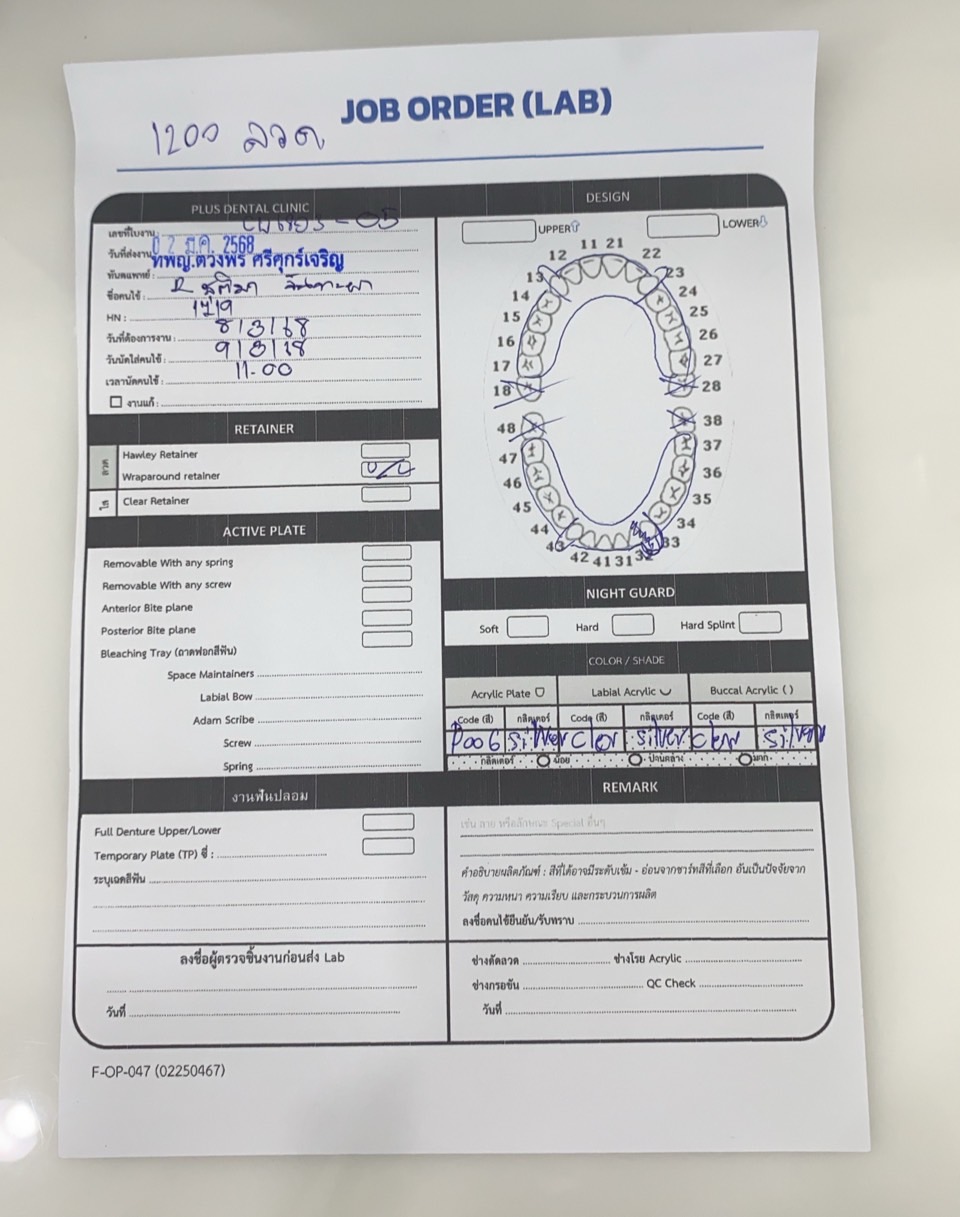 JOB ORDER (LAB)
1200 ลวด
PLUS DENTAL CLINIC
เลขที่ใบงาน : - 05
วันที่ส่งงาน 02 มี.ค. 2568
ทันตแพทย์ : ทพญ.ดวงพร ศรีศุกร์เจริญ
ชื่อคนไข้ : ชุติมา
HN :
วันที่ต้องการงาน : 8/3/68
วันนัดใส่คนไข้ : 9/3/68
เวลานัดคนไข้ : 11.00
งานแก้ :
RETAINER
ลวด
Hawley Retainer
Wraparound retainer U/L
ใส
Clear Retainer
ACTIVE PLATE
Removable With any spring
Removable With any screw
Anterior Bite plane
Posterior Bite plane
Bleaching Tray (ถาดฟอกสีฟัน)
Space Maintainers
Labial Bow
Adam Scribe
Screw
Spring
งานฟันปลอม
Full Denture Upper/Lower
Temporary Plate (TP) ซี่ :
ระบุเฉดสีฟัน
ลงชื่อผู้ตรวจชิ้นงานก่อนส่ง Lab
วันที่
DESIGN
UPPER LOWER
11 21
12 22
13 23
14 24
15 25
16 26
17 27
18 28
48 38
47 37
46 36
45 35
44 34
43 33
42 41 31 32
NIGHT GUARD
Soft Hard Hard Splint
COLOR / SHADE
Acrylic Plate Labial Acrylic Buccal Acrylic ( )
Code (สี) กลิตเตอร์ Code (สี) กลิตเตอร์ Code (สี) กลิตเตอร์
P006 silver cler silver cler silver
กลิตเตอร์ น้อย ปานกลาง มาก
REMARK
เช่น ลาย หรือลักษณะ Special อื่นๆ
คำอธิบายผลิตภัณฑ์ : สีที่ได้อาจมีระดับเข้ม - อ่อนจากชาร์ทสีที่เลือก อันเป็นปัจจัยจาก
วัสดุ ความหนา ความเรียบ และกระบวนการผลิต
ลงชื่อคนไข้ยืนยัน/รับทราบ
ช่างดัดลวด ช่างโรย Acrylic
ช่างกรอขัด QC Check
วันที่
F-OP-047 (02250467)